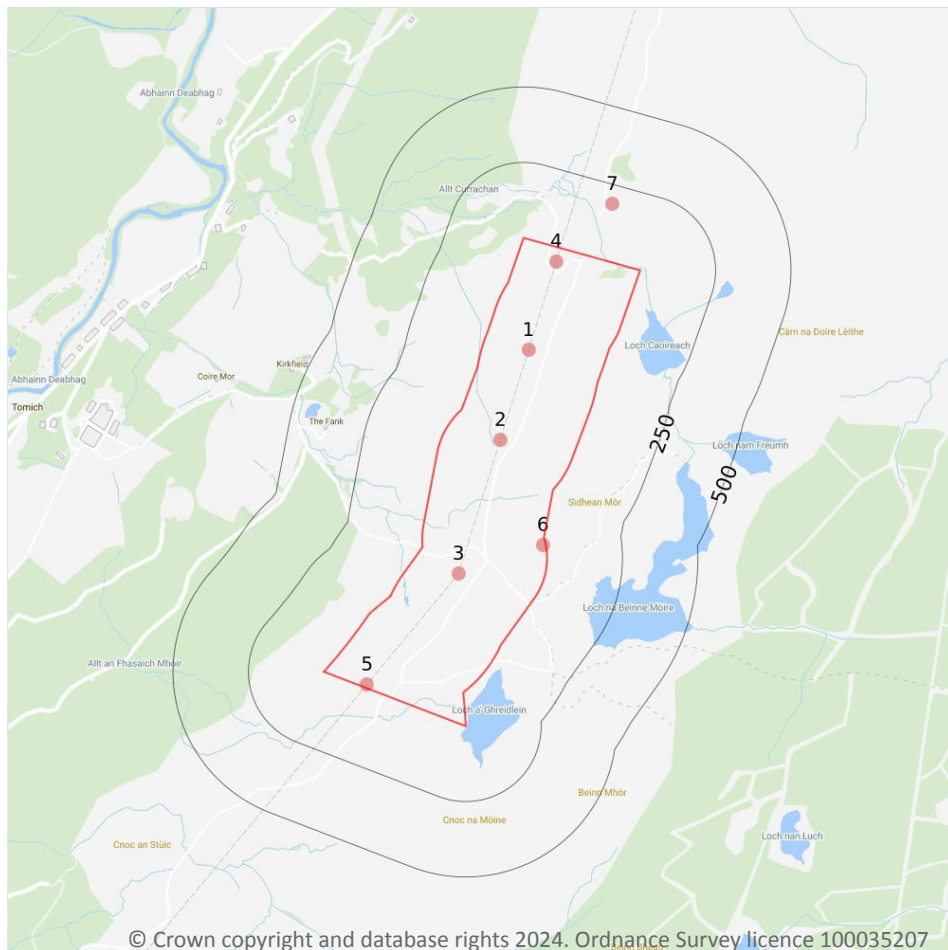 Abhainn Deabhag
Allt Currachan
7
4
Càrn na Doire Lèithe
1
Loch Caoireach
Kirkfield
Coire Mor
Abhainn Deabhag
Tomich
The Fank
2
250
Loch nam Freumh
500
Sìdhean Mòr
6
3
Loch na Beinne Moire
Allt an Fhasaich Mhoir
5
Loch a' Ghreidlein
Beinn Mhòr
Cnoc na Mòine
Loch nan Luch
Cnoc an Stùic
© Crown copyright and database rights 2024. Ordnance Survey licence 100035207